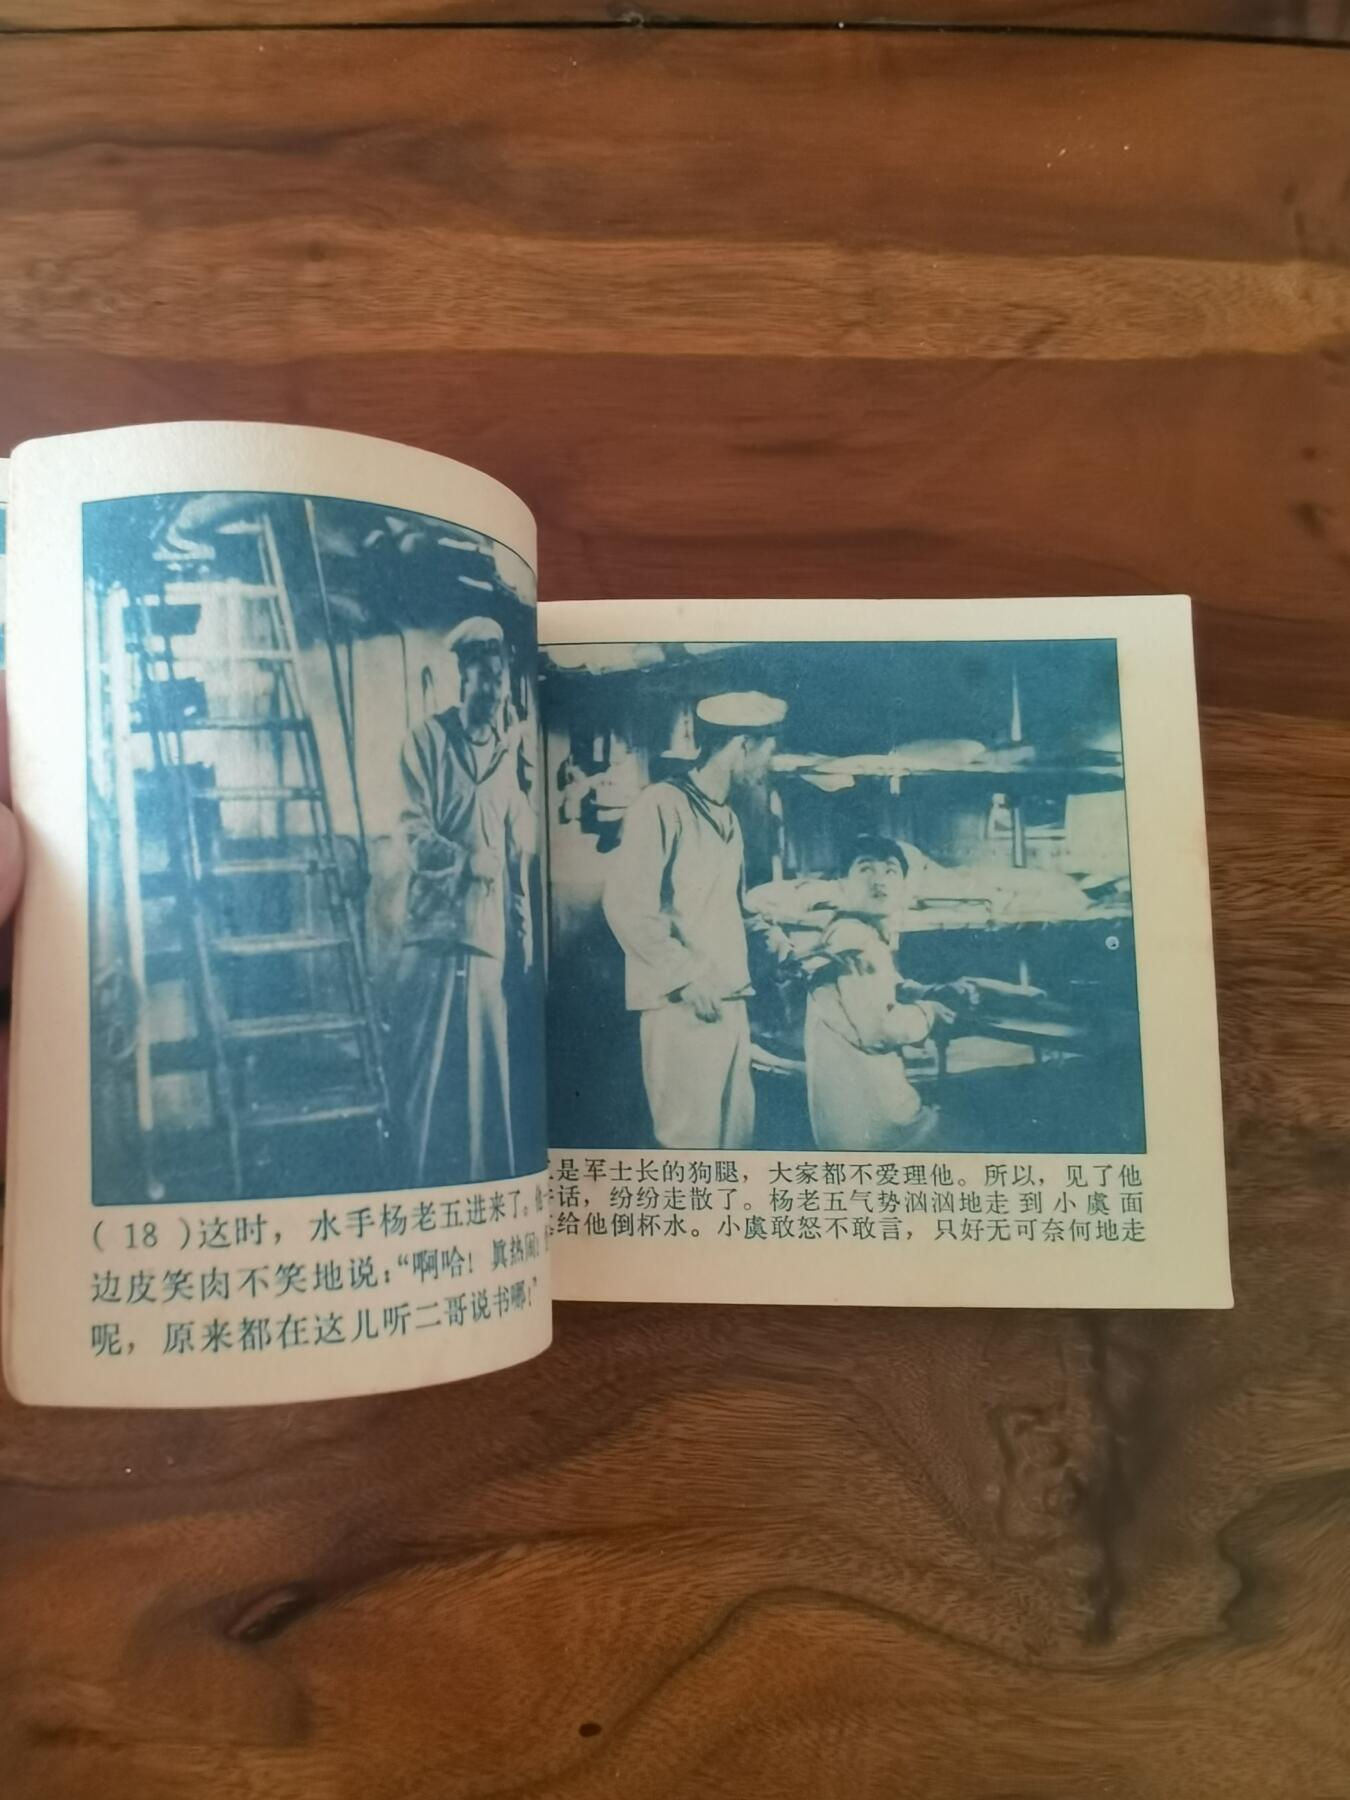 （18）这时，水手杨老五进来了。
边皮笑肉不笑地说：“啊哈！真热闹！
呢，原来都在这儿听二哥说书哪！”
是军士长的狗腿，大家都不爱理他。所以，见了他
话，纷纷走散了。杨老五气势汹汹地走到小虞面
给他倒杯水。小虞敢怒不敢言，只好无可奈何地走